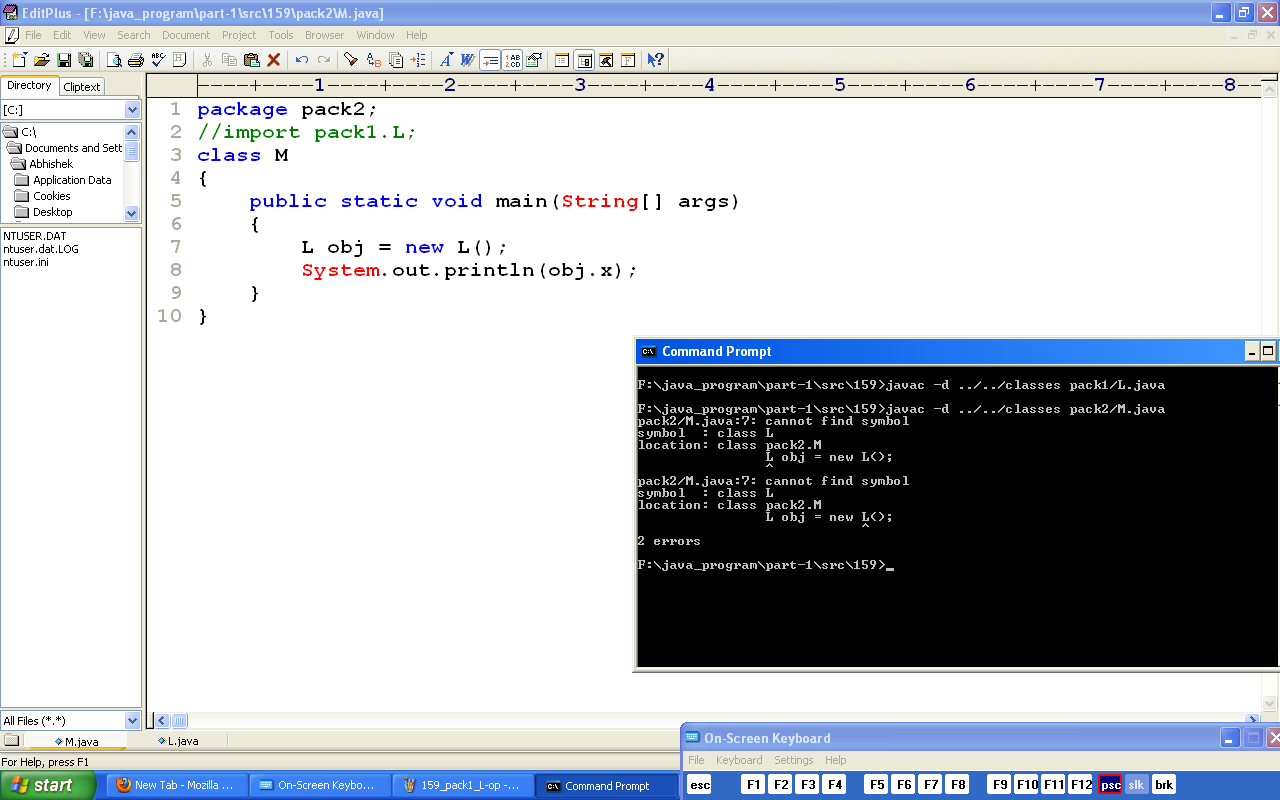 EditPlus - [F:\java_program\part-1\src\159\pack2\M.java]
File Edit View Search Document Project Tools Browser Window Help
Directory Cliptext
----+----1----+----2----+----3----+----4----+----5----+----6----+----7----+----8--
[C:]
C:\
Documents and Sett
Abhishek
Application Data
Cookies
Desktop
NTUSER.DAT
ntuser.dat.LOG
ntuser.ini
1 package pack2;
2 //import pack1.L;
3 class M
4 {
5 public static void main(String[] args)
6 {
7 L obj = new L();
8 System.out.println(obj.x);
9 }
10 }
Command Prompt
F:\java_program\part-1\src\159>javac -d ../../classes pack1/L.java
F:\java_program\part-1\src\159>javac -d ../../classes pack2/M.java
pack2/M.java:7: cannot find symbol
symbol  : class L
location: class pack2.M
L obj = new L();
^
pack2/M.java:7: cannot find symbol
symbol  : class L
location: class pack2.M
L obj = new L();
^
2 errors
F:\java_program\part-1\src\159>_
All Files (*.*)
M.java L.java
For Help, press F1
On-Screen Keyboard
File Keyboard Settings Help
esc F1 F2 F3 F4 F5 F6 F7 F8 F9 F10 F11 F12 psc slk brk
start New Tab - Mozilla ... On-Screen Keybo... 159_pack1_L-op -... Command Prompt